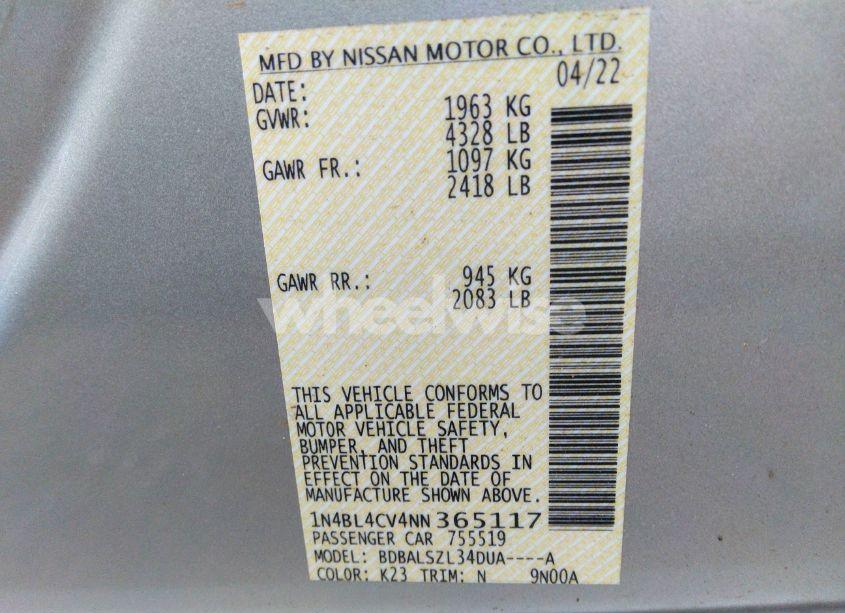 MFD BY NISSAN MOTOR CO., LTD.
DATE: 04/22
GVWR: 1963 KG
4328 LB
GAWR FR.: 1097 KG
2418 LB
GAWR RR.: 945 KG
2083 LB
wheelwise
THIS VEHICLE CONFORMS TO
ALL APPLICABLE FEDERAL
MOTOR VEHICLE SAFETY,
BUMPER, AND THEFT
PREVENTION STANDARDS IN
EFFECT ON THE DATE OF
MANUFACTURE SHOWN ABOVE.
1N4BL4CV4NN365117
PASSENGER CAR 755519
MODEL: BDBALSZL34DUA----A
COLOR: K23 TRIM: N 9N00A